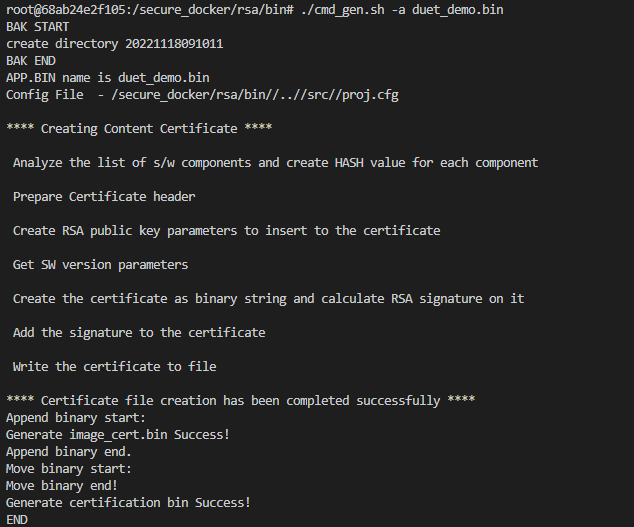 root@68ab24e2f105:/secure_docker/rsa/bin# ./cmd_gen.sh -a duet_demo.bin
BAK START
create directory 20221118091011
BAK END
APP.BIN name is duet_demo.bin
Config File  - /secure_docker/rsa/bin//..//src//proj.cfg
**** Creating Content Certificate ****
Analyze the list of s/w components and create HASH value for each component
Prepare Certificate header
Create RSA public key parameters to insert to the certificate
Get SW version parameters
Create the certificate as binary string and calculate RSA signature on it
Add the signature to the certificate
Write the certificate to file
**** Certificate file creation has been completed successfully ****
Append binary start:
Generate image_cert.bin Success!
Append binary end.
Move binary start:
Move binary end!
Generate certification bin Success!
END